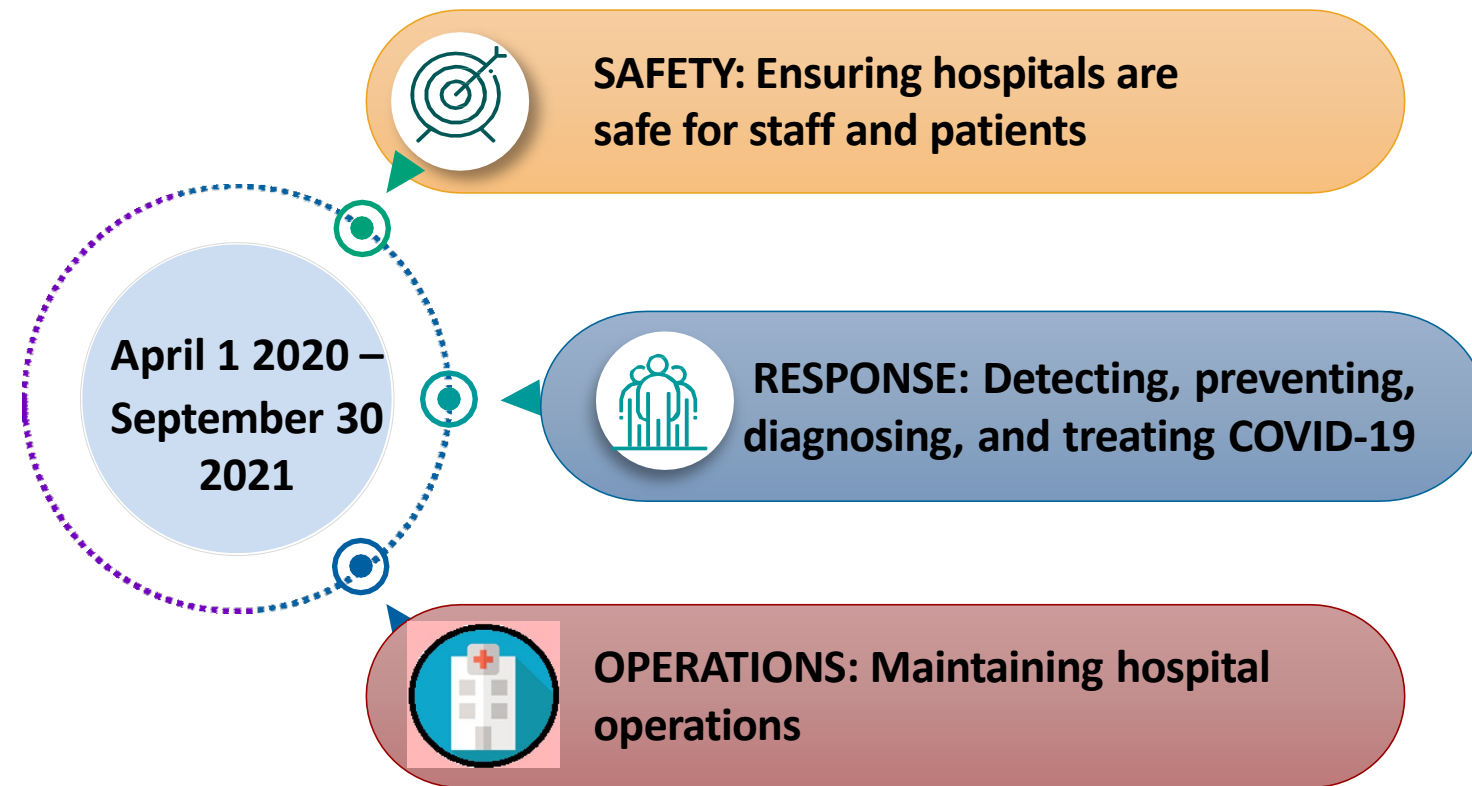 SAFETY: Ensuring hospitals are
safe for staff and patients
April 1 2020 –
September 30
2021
RESPONSE: Detecting, preventing,
diagnosing, and treating COVID-19
OPERATIONS: Maintaining hospital
operations